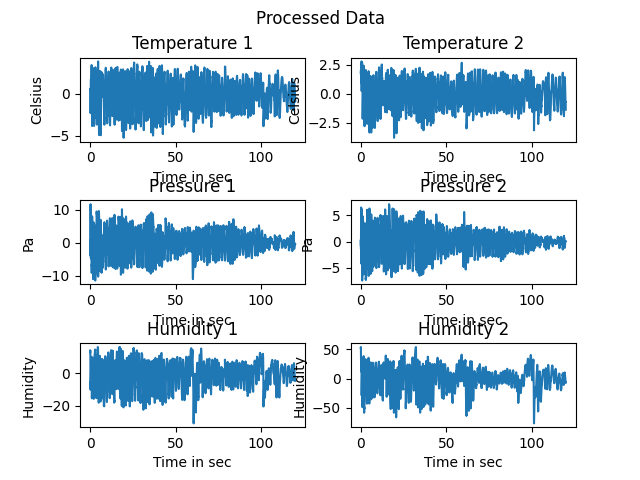 Processed Data
Temperature 1
Temperature 2
Celsius
0
−5
0
50
100
Time in sec
Celsius
2.5
0.0
−2.5
0
50
100
Time in sec
Pressure 1
Pressure 2
Pa
10
0
−10
0
50
100
Time in sec
Pa
5
0
−5
0
50
100
Time in sec
Humidity 1
Humidity 2
Humidity
0
−20
0
50
100
Time in sec
Humidity
50
0
−50
0
50
100
Time in sec